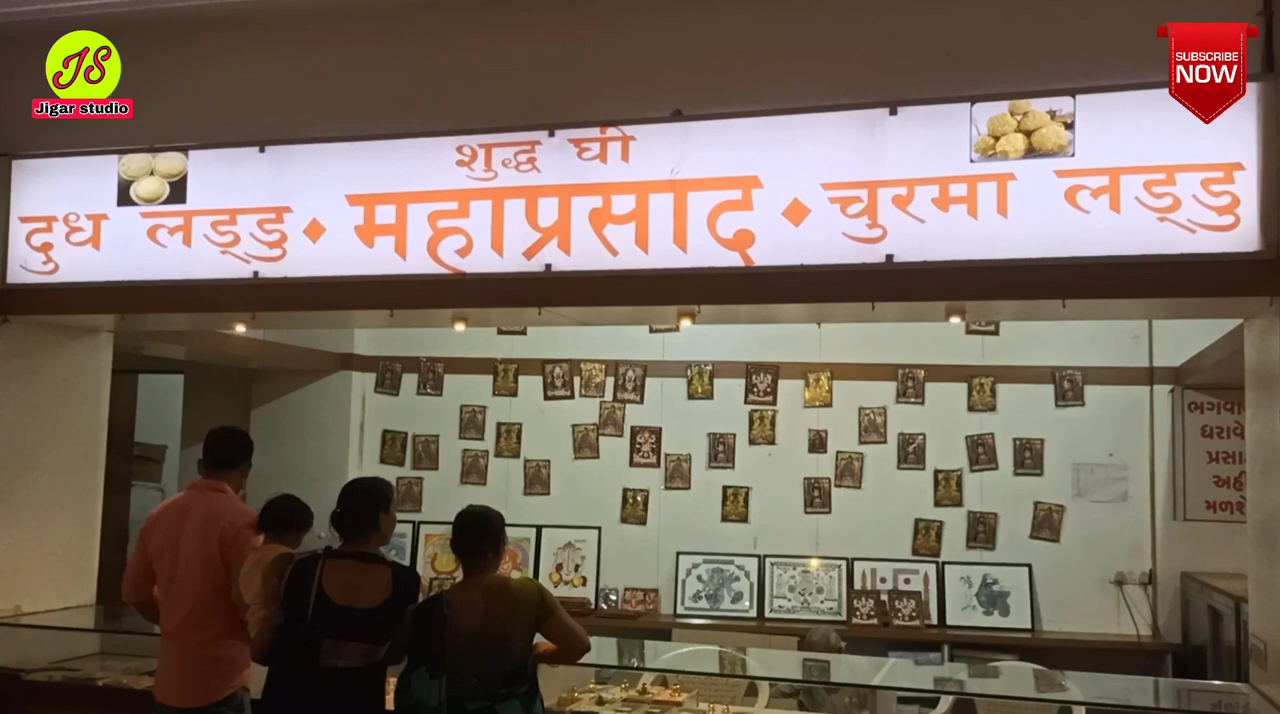 JS
Jigar studio
SUBSCRIBE
NOW
शुद्ध घी
दुध लड्डु • महाप्रसाद • चुरमा लड्डु
ભગવા
ધરાવે
પ્રસા
અહીં
મળશે